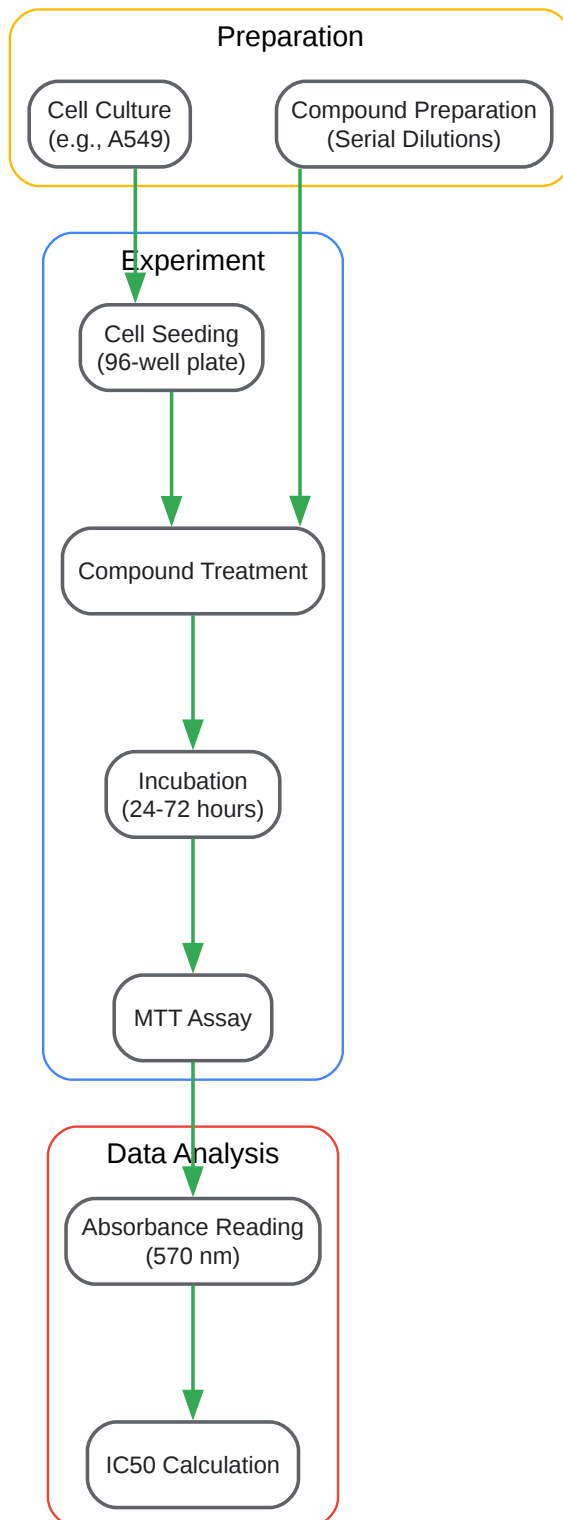 Preparation
Cell Culture
(e.g., A549)
Compound Preparation
(Serial Dilutions)
Experiment
Cell Seeding
(96-well plate)
Compound Treatment
Incubation
(24-72 hours)
MTT Assay
Data Analysis
Absorbance Reading
(570 nm)
IC50 Calculation